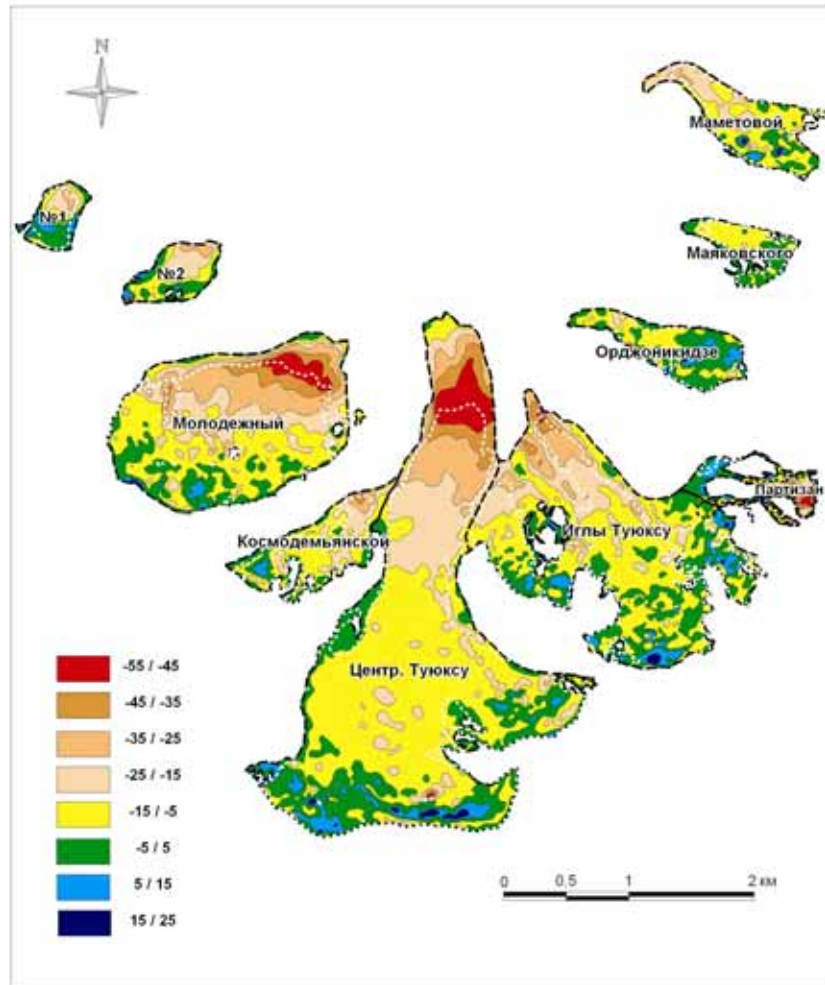 N
Маметовой
№1
Маяковского
№2
Орджоникидзе
Молодежный
Партизан
Космодемьянской
Иглы Туюксу
Центр. Туюксу
-55 / -45
-45 / -35
-35 / -25
-25 / -15
-15 / -5
-5 / 5
5 / 15
15 / 25
0 0,5 1 2 км